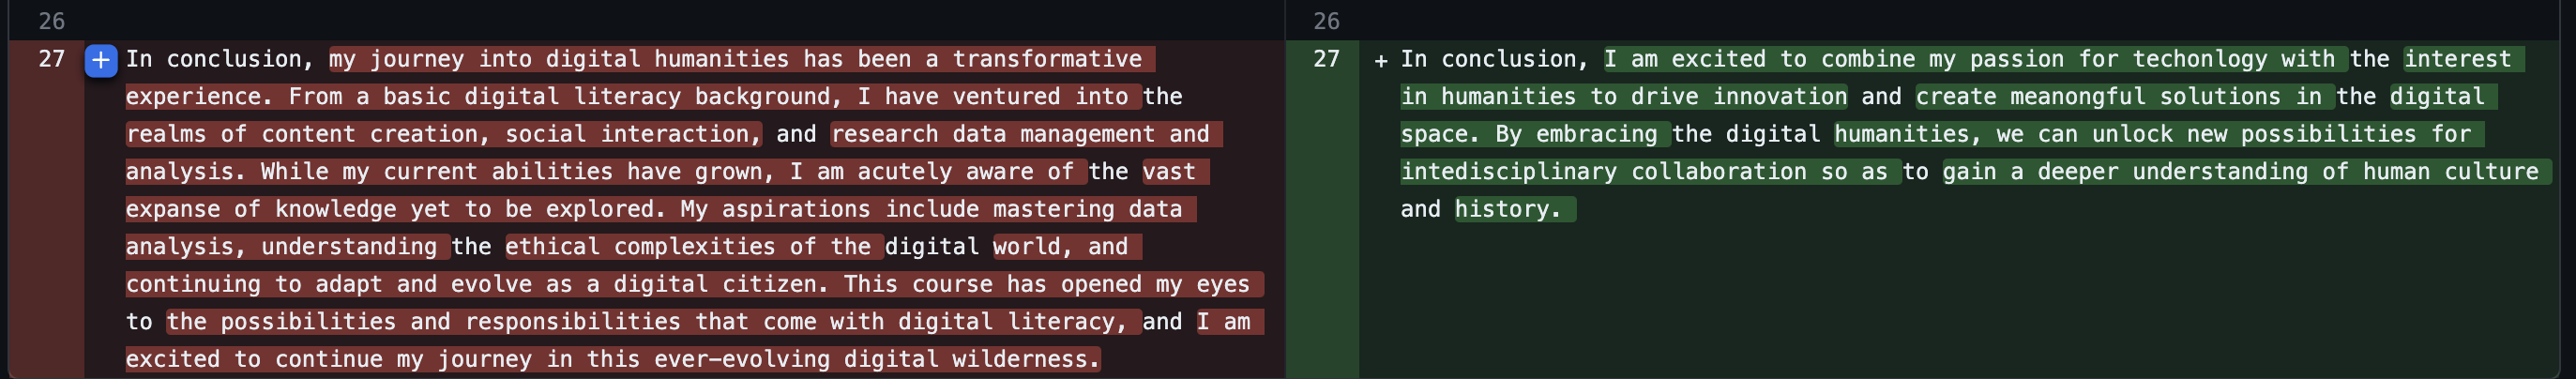 26
27 + In conclusion, my journey into digital humanities has been a transformative
experience. From a basic digital literacy background, I have ventured into the
realms of content creation, social interaction, and research data management and
analysis. While my current abilities have grown, I am acutely aware of the vast
expanse of knowledge yet to be explored. My aspirations include mastering data
analysis, understanding the ethical complexities of the digital world, and
continuing to adapt and evolve as a digital citizen. This course has opened my eyes
to the possibilities and responsibilities that come with digital literacy, and I am
excited to continue my journey in this ever-evolving digital wilderness.
26
27 + In conclusion, I am excited to combine my passion for techonlogy with the interest
in humanities to drive innovation and create meanongful solutions in the digital
space. By embracing the digital humanities, we can unlock new possibilities for
intedisciplinary collaboration so as to gain a deeper understanding of human culture
and history.